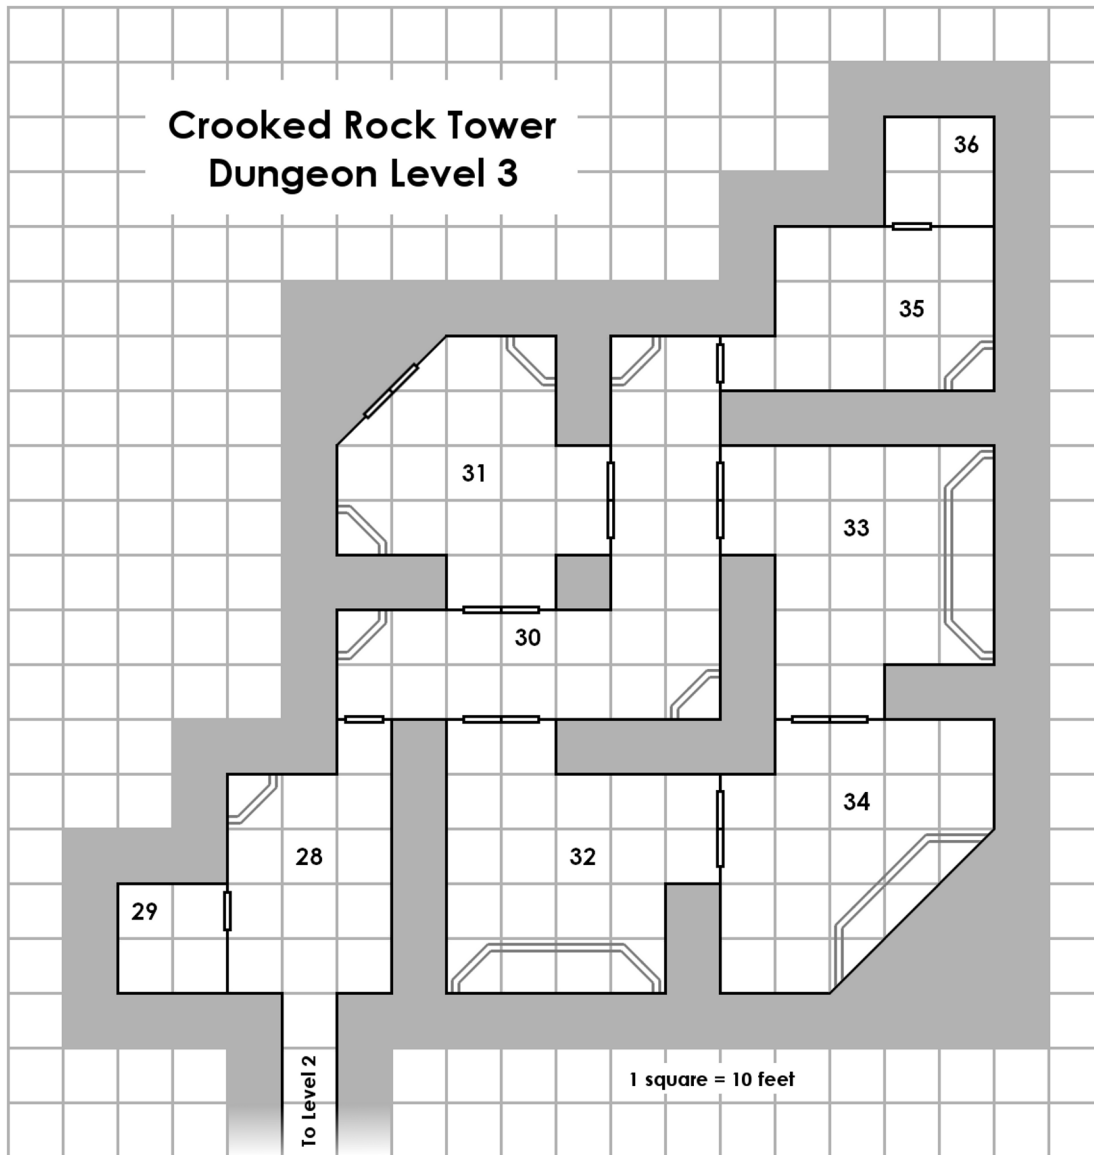 Crooked Rock Tower
Dungeon Level 3
36
35
31
33
30
34
28
32
29
To Level 2
1 square = 10 feet